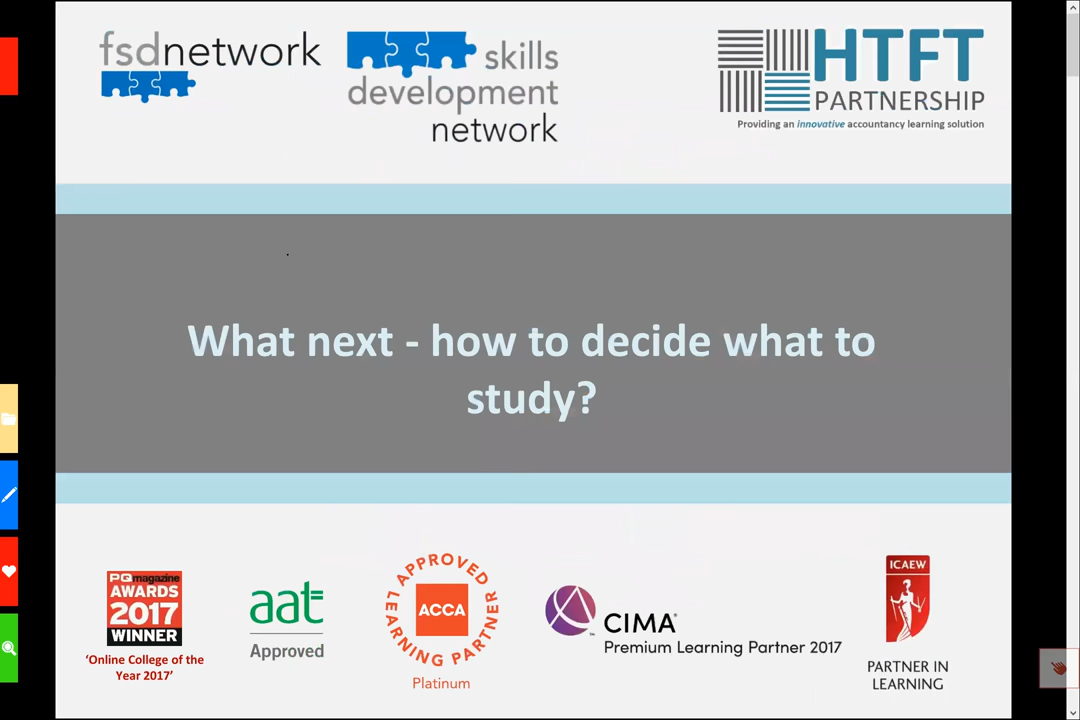 fsdnetwork
skills
development
network
HTFT
PARTNERSHIP
Providing an innovative accountancy learning solution
What next - how to decide what to
study?
PQ magazine
AWARDS
2017
WINNER
‘Online College of the
Year 2017’
aat
Approved
APPROVED
LEARNING PARTNER
ACCA
Platinum
CIMA®
Premium Learning Partner 2017
ICAEW
PARTNER IN
LEARNING